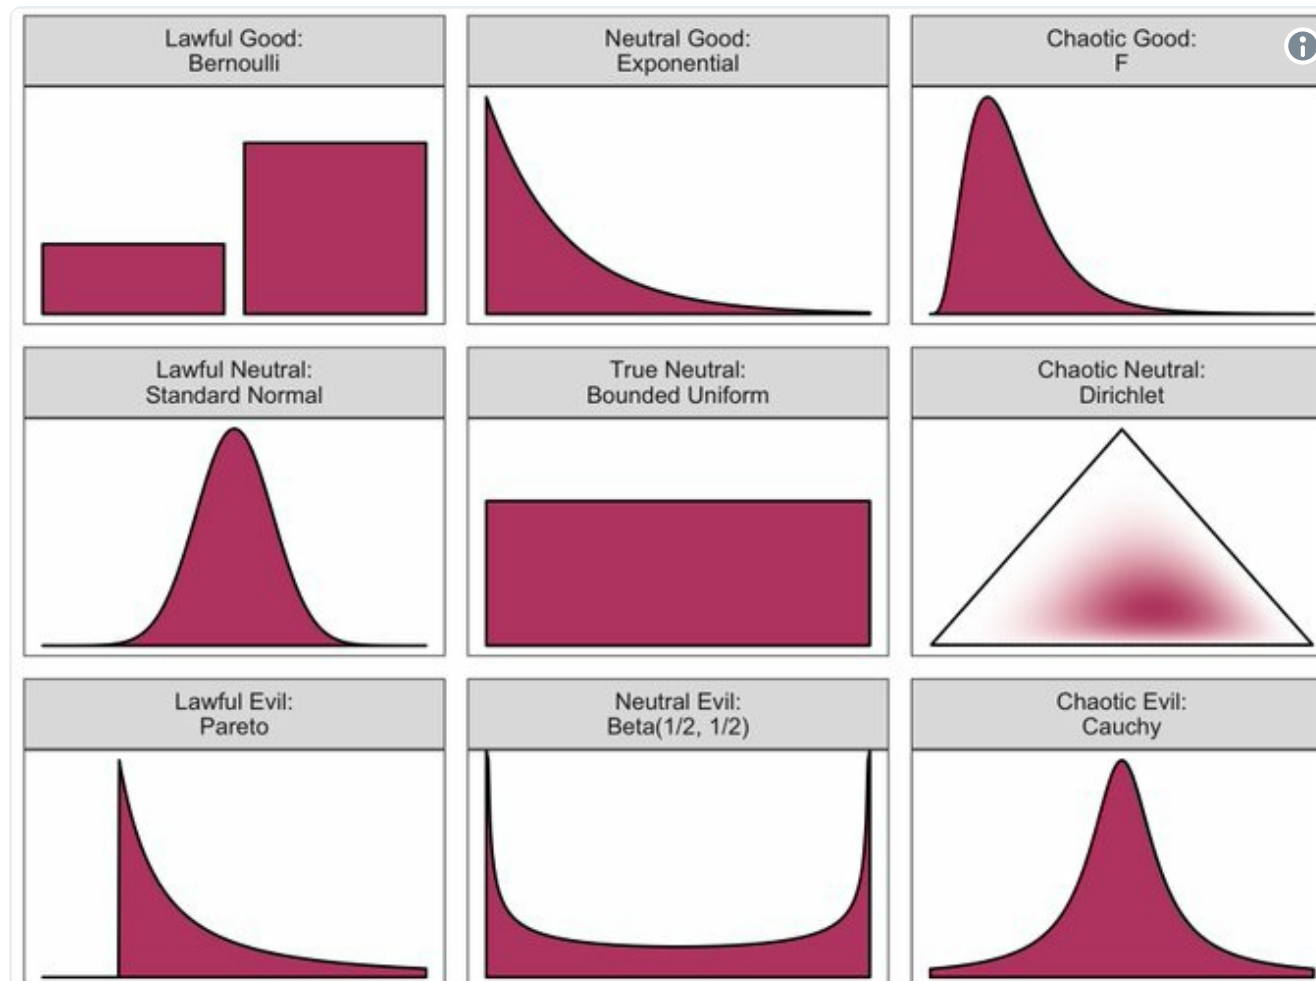 Lawful Good:
Bernoulli
Neutral Good:
Exponential
Chaotic Good:
F
Lawful Neutral:
Standard Normal
True Neutral:
Bounded Uniform
Chaotic Neutral:
Dirichlet
Lawful Evil:
Pareto
Neutral Evil:
Beta(1/2, 1/2)
Chaotic Evil:
Cauchy